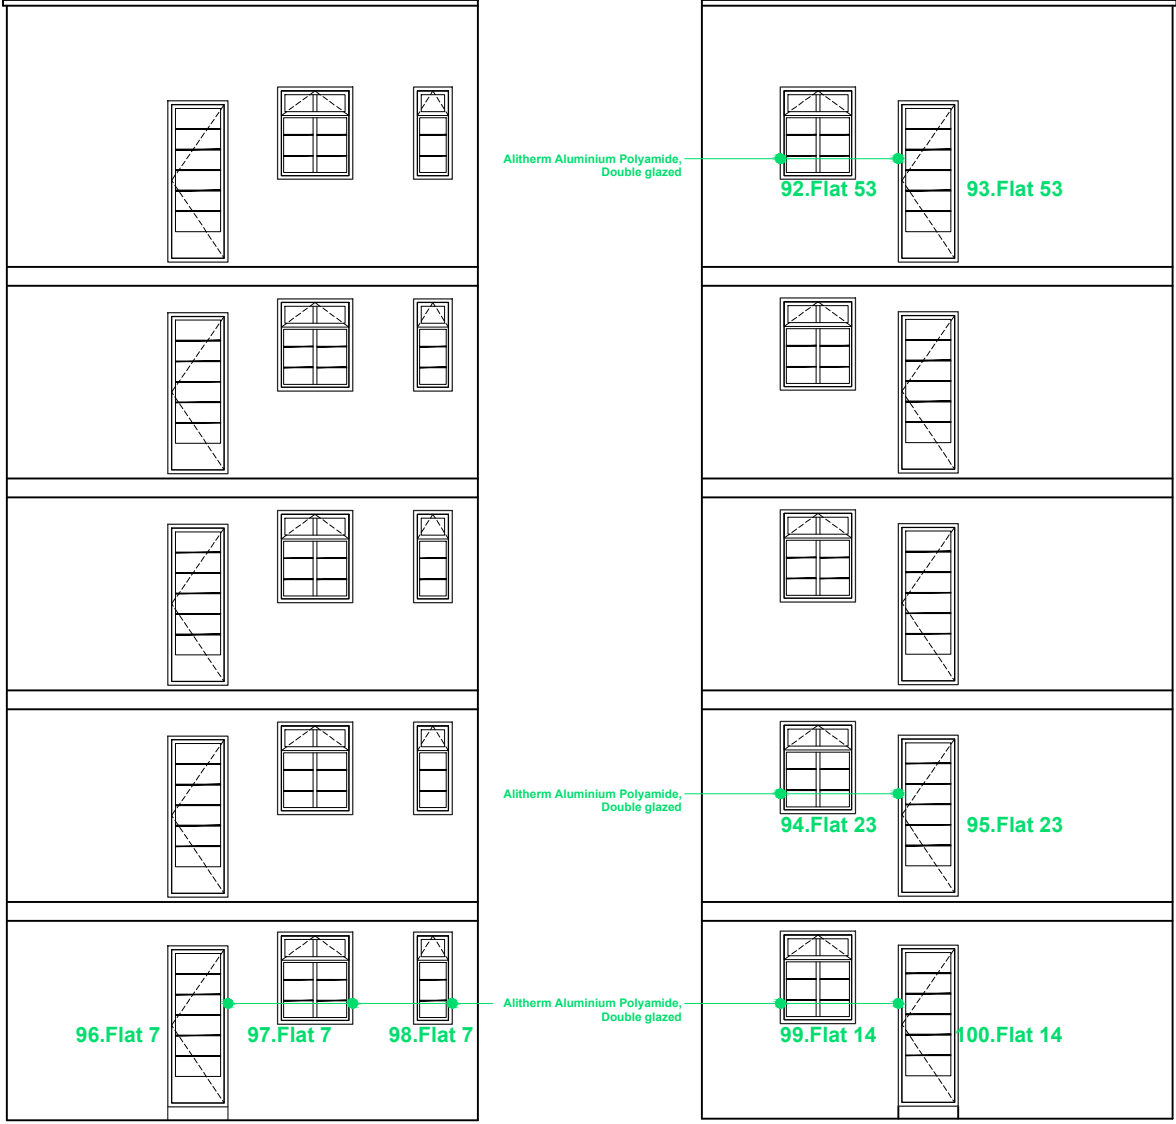 Alitherm Aluminium Polyamide,
Double glazed
92.Flat 53
93.Flat 53
Alitherm Aluminium Polyamide,
Double glazed
94.Flat 23
95.Flat 23
Alitherm Aluminium Polyamide,
Double glazed
96.Flat 7
97.Flat 7
98.Flat 7
99.Flat 14
100.Flat 14